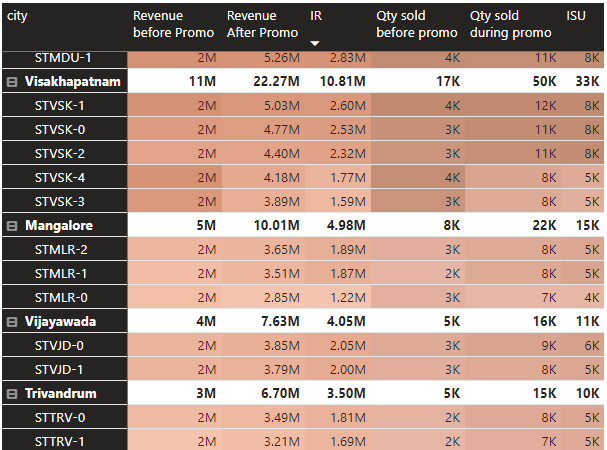 city Revenue before Promo Revenue After Promo IR Qty sold before promo Qty sold during promo ISU
STMDU-1 2M 5.26M 2.83M 4K 11K 8K
Visakhapatnam 11M 22.27M 10.81M 17K 50K 33K
STVSK-1 2M 5.03M 2.60M 4K 12K 8K
STVSK-0 2M 4.77M 2.53M 3K 11K 8K
STVSK-2 2M 4.40M 2.32M 3K 11K 8K
STVSK-4 2M 4.18M 1.77M 4K 8K 5K
STVSK-3 2M 3.89M 1.59M 3K 8K 5K
Mangalore 5M 10.01M 4.98M 8K 22K 15K
STMLR-2 2M 3.65M 1.89M 3K 8K 5K
STMLR-1 2M 3.51M 1.87M 2K 8K 5K
STMLR-0 2M 2.85M 1.22M 3K 7K 4K
Vijayawada 4M 7.63M 4.05M 5K 16K 11K
STVJD-0 2M 3.85M 2.05M 3K 9K 6K
STVJD-1 2M 3.79M 2.00M 3K 8K 5K
Trivandrum 3M 6.70M 3.50M 5K 15K 10K
STTRV-0 2M 3.49M 1.81M 2K 8K 5K
STTRV-1 2M 3.21M 1.69M 2K 7K 5K